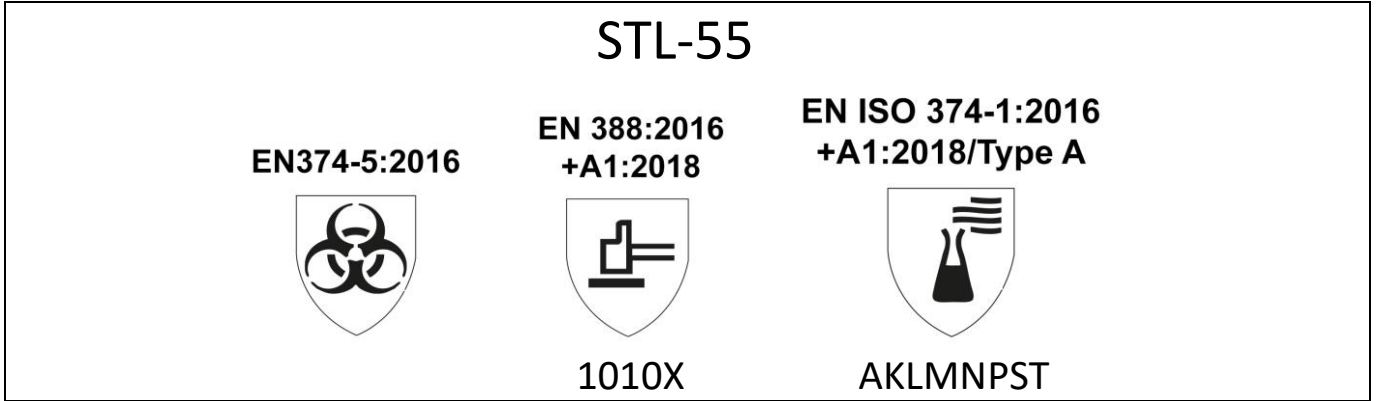 STL-55
EN374-5:2016
EN 388:2016
+A1:2018
EN ISO 374-1:2016
+A1:2018/Type A
1010X
AKLMNPST